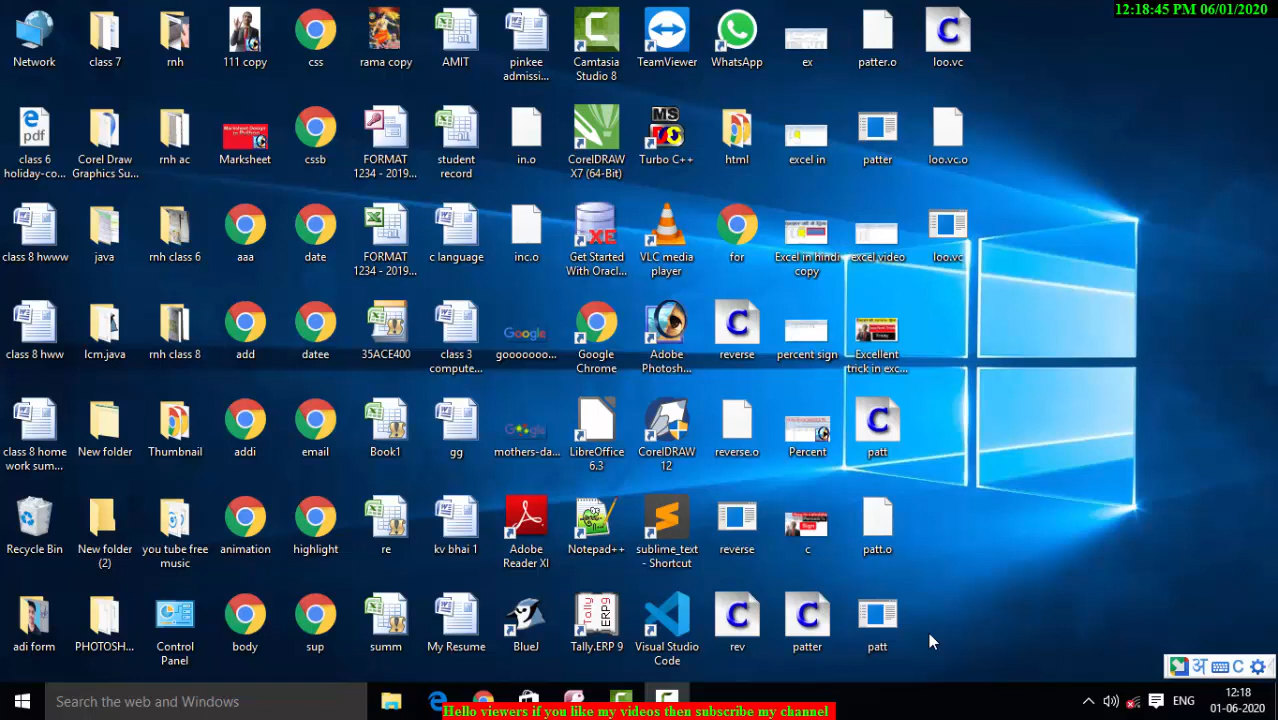 12:18:45 PM 06/01/2020
Network
class 7
rnh
111 copy
css
rama copy
AMIT
pinkee
admissi...
Camtasia
Studio 8
TeamViewer
WhatsApp
ex
patter.o
loo.vc
pdf
class 6
holiday-co...
Corel Draw
Graphics Su...
rnh ac
Marksheet
cssb
FORMAT
1234 - 2019...
student
record
in.o
CorelDRAW
X7 (64-Bit)
MS
Turbo C++
html
excel in
patter
loo.vc.o
class 8 hwww
java
rnh class 6
aaa
date
FORMAT
1234 - 2019...
c language
inc.o
XE
Get Started
With Oracl...
VLC media
player
for
Excel in hindi
copy
excel video
loo.vc
class 8 hww
lcm.java
rnh class 8
add
datee
35ACE400
class 3
compute...
Google
gooooooo...
Google
Chrome
Adobe
Photosh...
reverse
percent sign
Excellent
trick in exc...
class 8 home
work sum...
New folder
Thumbnail
addi
email
Book1
gg
mothers-da...
LibreOffice
6.3
CorelDRAW
12
reverse.o
Percent
patt
Recycle Bin
New folder
(2)
you tube free
music
animation
highlight
re
kv bhai 1
Adobe
Reader XI
Notepad++
sublime_text
- Shortcut
reverse
c
patt.o
adi form
PHOTOSH...
Control
Panel
body
sup
summ
My Resume
BlueJ
Tally.ERP 9
Visual Studio
Code
rev
patter
patt
अ
C
Search the web and Windows
ENG
12:18
01-06-2020
Hello viewers if you like my videos then subscribe my channel